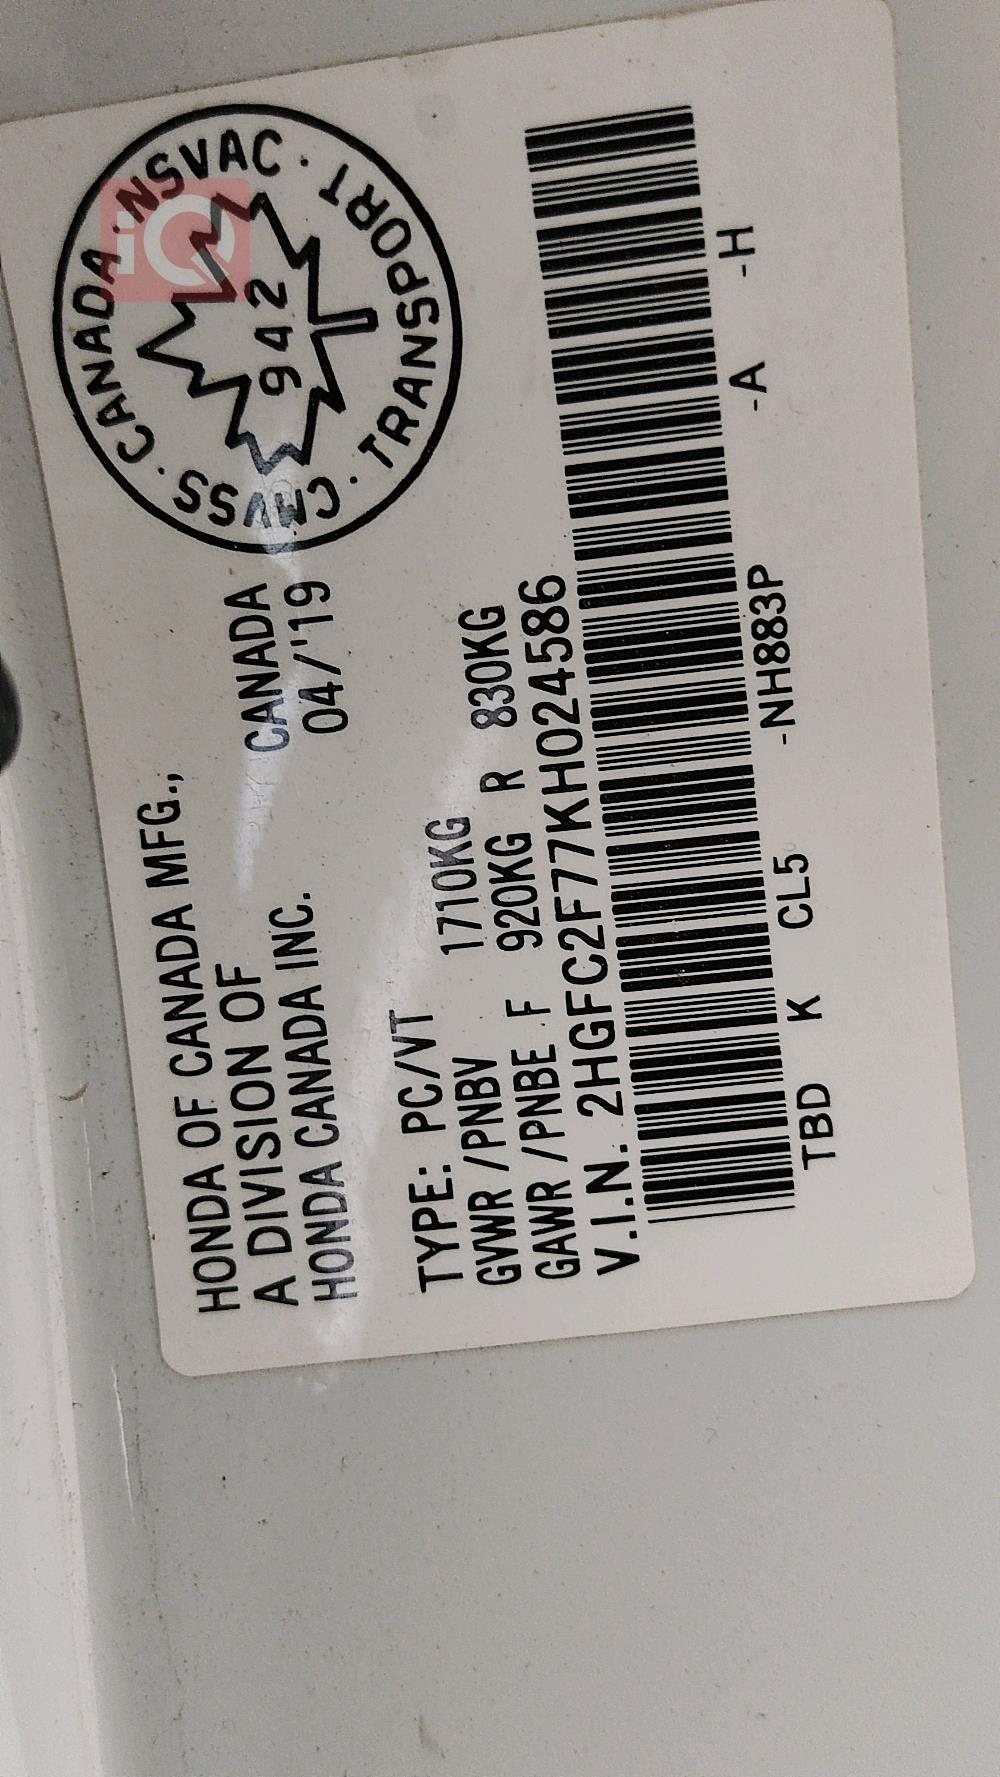 HONDA OF CANADA MFG.,
A DIVISION OF CANADA
HONDA CANADA INC. 04/'19
CMVSS · CANADA · NSVAC · TRANSPORT ·
942
iQ
TYPE: PC/VT
GVWR/PNBV 1710KG
GAWR/PNBE F 920KG R 830KG
V.I.N. 2HGFC2F77KH024586
TBD K CL5 -NH883P -A -H